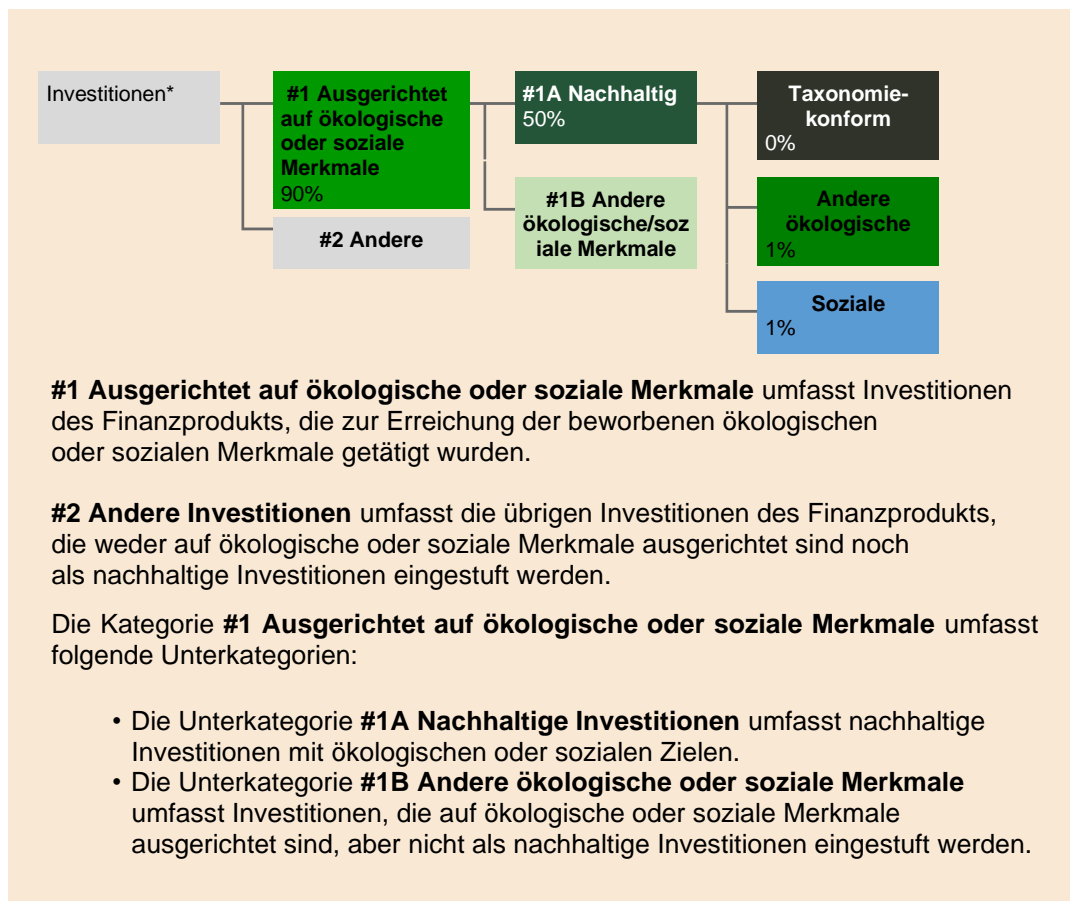 Investitionen*
#1 Ausgerichtet
auf ökologische
oder soziale
Merkmale
90%
#2 Andere
#1A Nachhaltig
50%
#1B Andere
ökologische/soz
iale Merkmale
Taxonomie-
konform
0%
Andere
ökologische
1%
Soziale
1%
#1 Ausgerichtet auf ökologische oder soziale Merkmale umfasst Investitionen
des Finanzprodukts, die zur Erreichung der beworbenen ökologischen
oder sozialen Merkmale getätigt wurden.
#2 Andere Investitionen umfasst die übrigen Investitionen des Finanzprodukts,
die weder auf ökologische oder soziale Merkmale ausgerichtet sind noch
als nachhaltige Investitionen eingestuft werden.
Die Kategorie #1 Ausgerichtet auf ökologische oder soziale Merkmale umfasst
folgende Unterkategorien:
• Die Unterkategorie #1A Nachhaltige Investitionen umfasst nachhaltige
Investitionen mit ökologischen oder sozialen Zielen.
• Die Unterkategorie #1B Andere ökologische oder soziale Merkmale
umfasst Investitionen, die auf ökologische oder soziale Merkmale
ausgerichtet sind, aber nicht als nachhaltige Investitionen eingestuft werden.